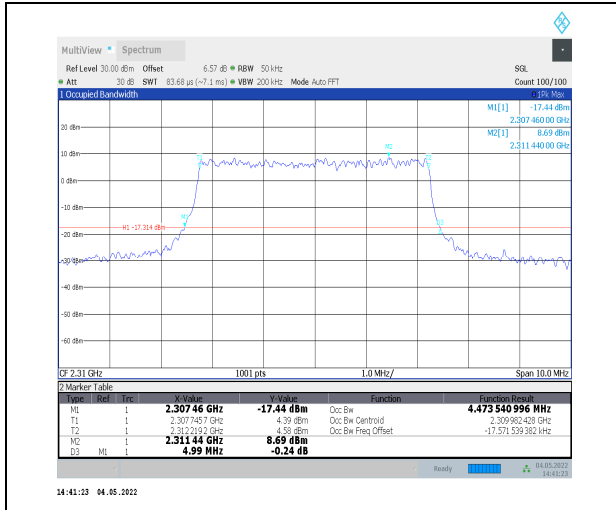 MultiView Spectrum
Ref Level 30.00 dBm Offset 6.57 dB RBW 50 kHz SGL
Att 30 dB SWT 83.68 µs (~7.1 ms) VBW 200 kHz Mode Auto FFT Count 100/100
1 Occupied Bandwidth 1Pk Max
M1[1] -17.44 dBm
2.307 460 00 GHz
M2[1] 8.69 dBm
2.311 440 00 GHz
20 dBm
10 dBm
0 dBm
-10 dBm
H1 -17.314 dBm
-20 dBm
-30 dBm
-40 dBm
-50 dBm
-60 dBm
CF 2.31 GHz 1001 pts 1.0 MHz/ Span 10.0 MHz
2 Marker Table
Type Ref Trc X-Value Y-Value Function Function Result
M1 1 2.307 46 GHz -17.44 dBm Occ Bw 4.473 540 996 MHz
T1 1 2.307 745 7 GHz 4.39 dBm Occ Bw Centroid 2.309 982 428 GHz
T2 1 2.312 219 2 GHz 4.58 dBm Occ Bw Freq Offset -17.571 539 382 kHz
M2 1 2.311 44 GHz 8.69 dBm
D3 M1 1 4.99 MHz -0.24 dB
Ready 04.05.2022
14:41:23
14:41:23 04.05.2022